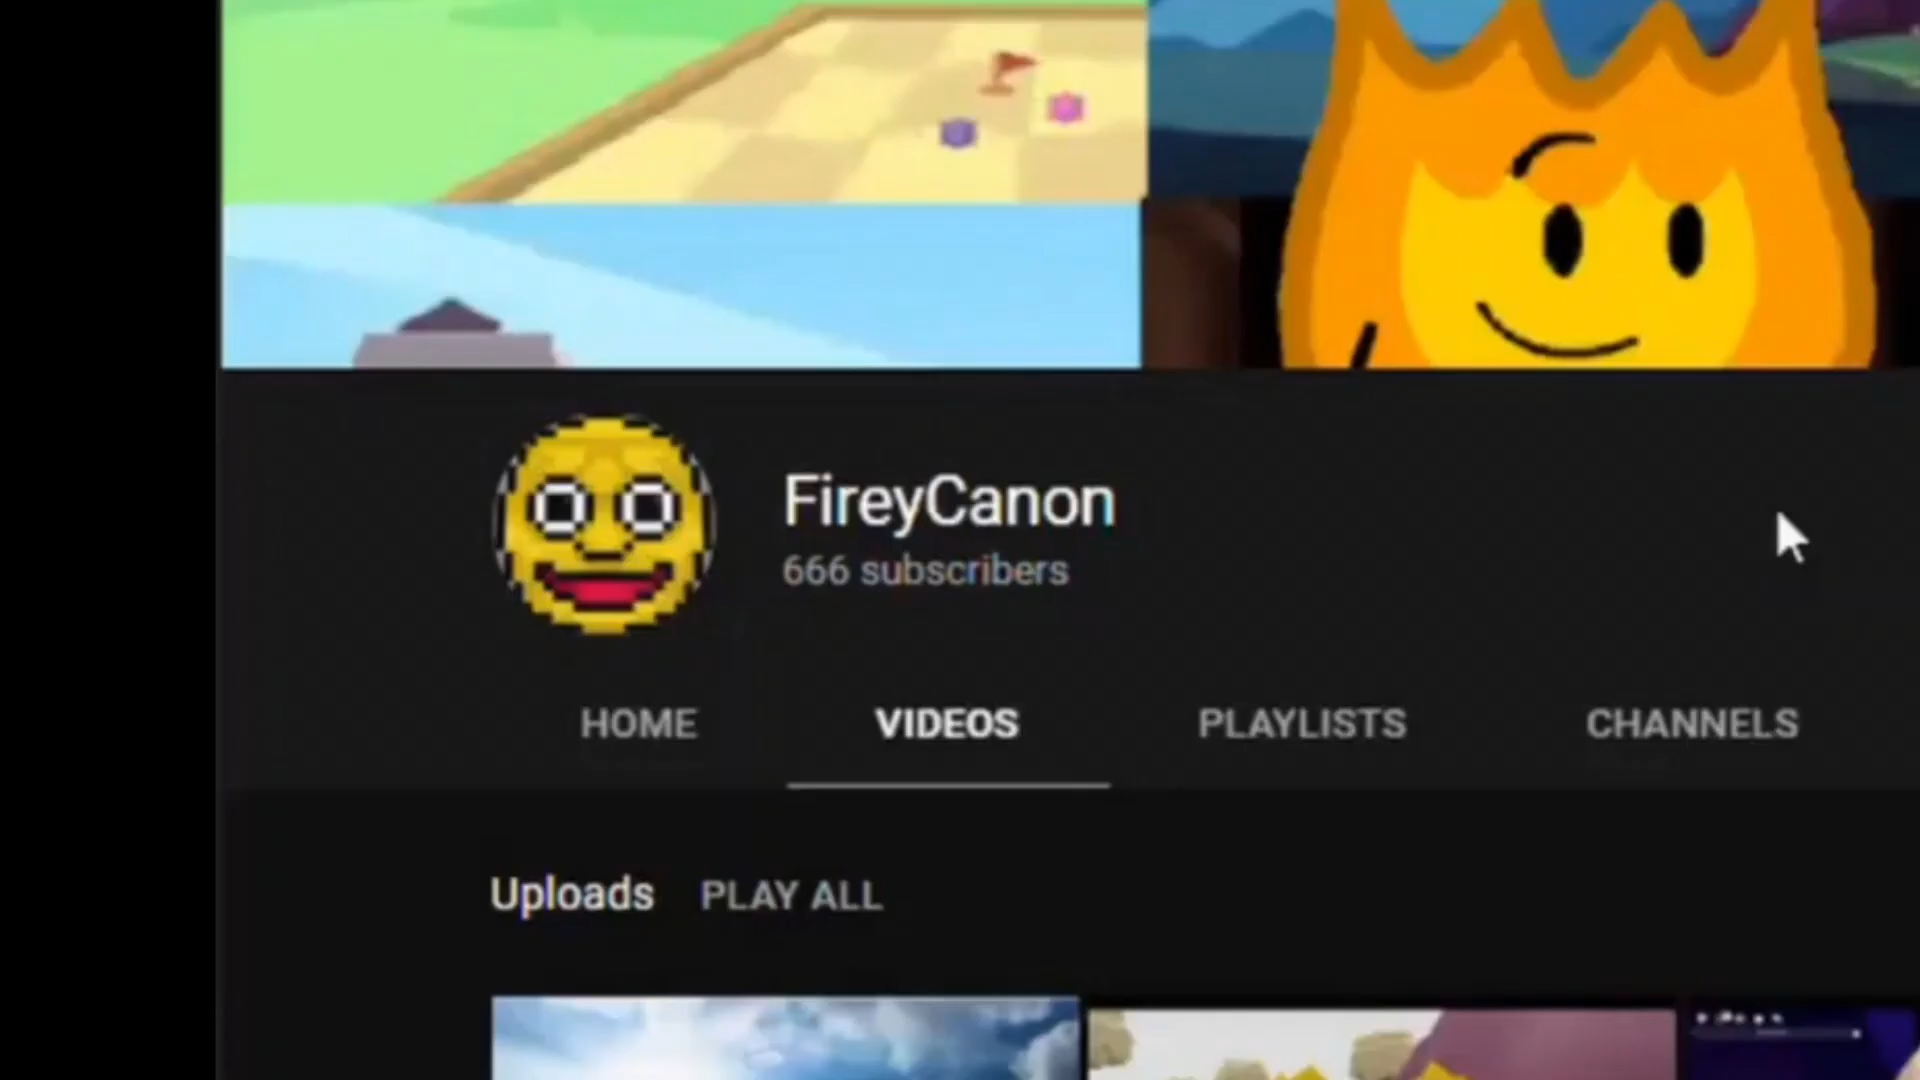 FireyCanon
666 subscribers
HOME VIDEOS PLAYLISTS CHANNELS
Uploads PLAY ALL